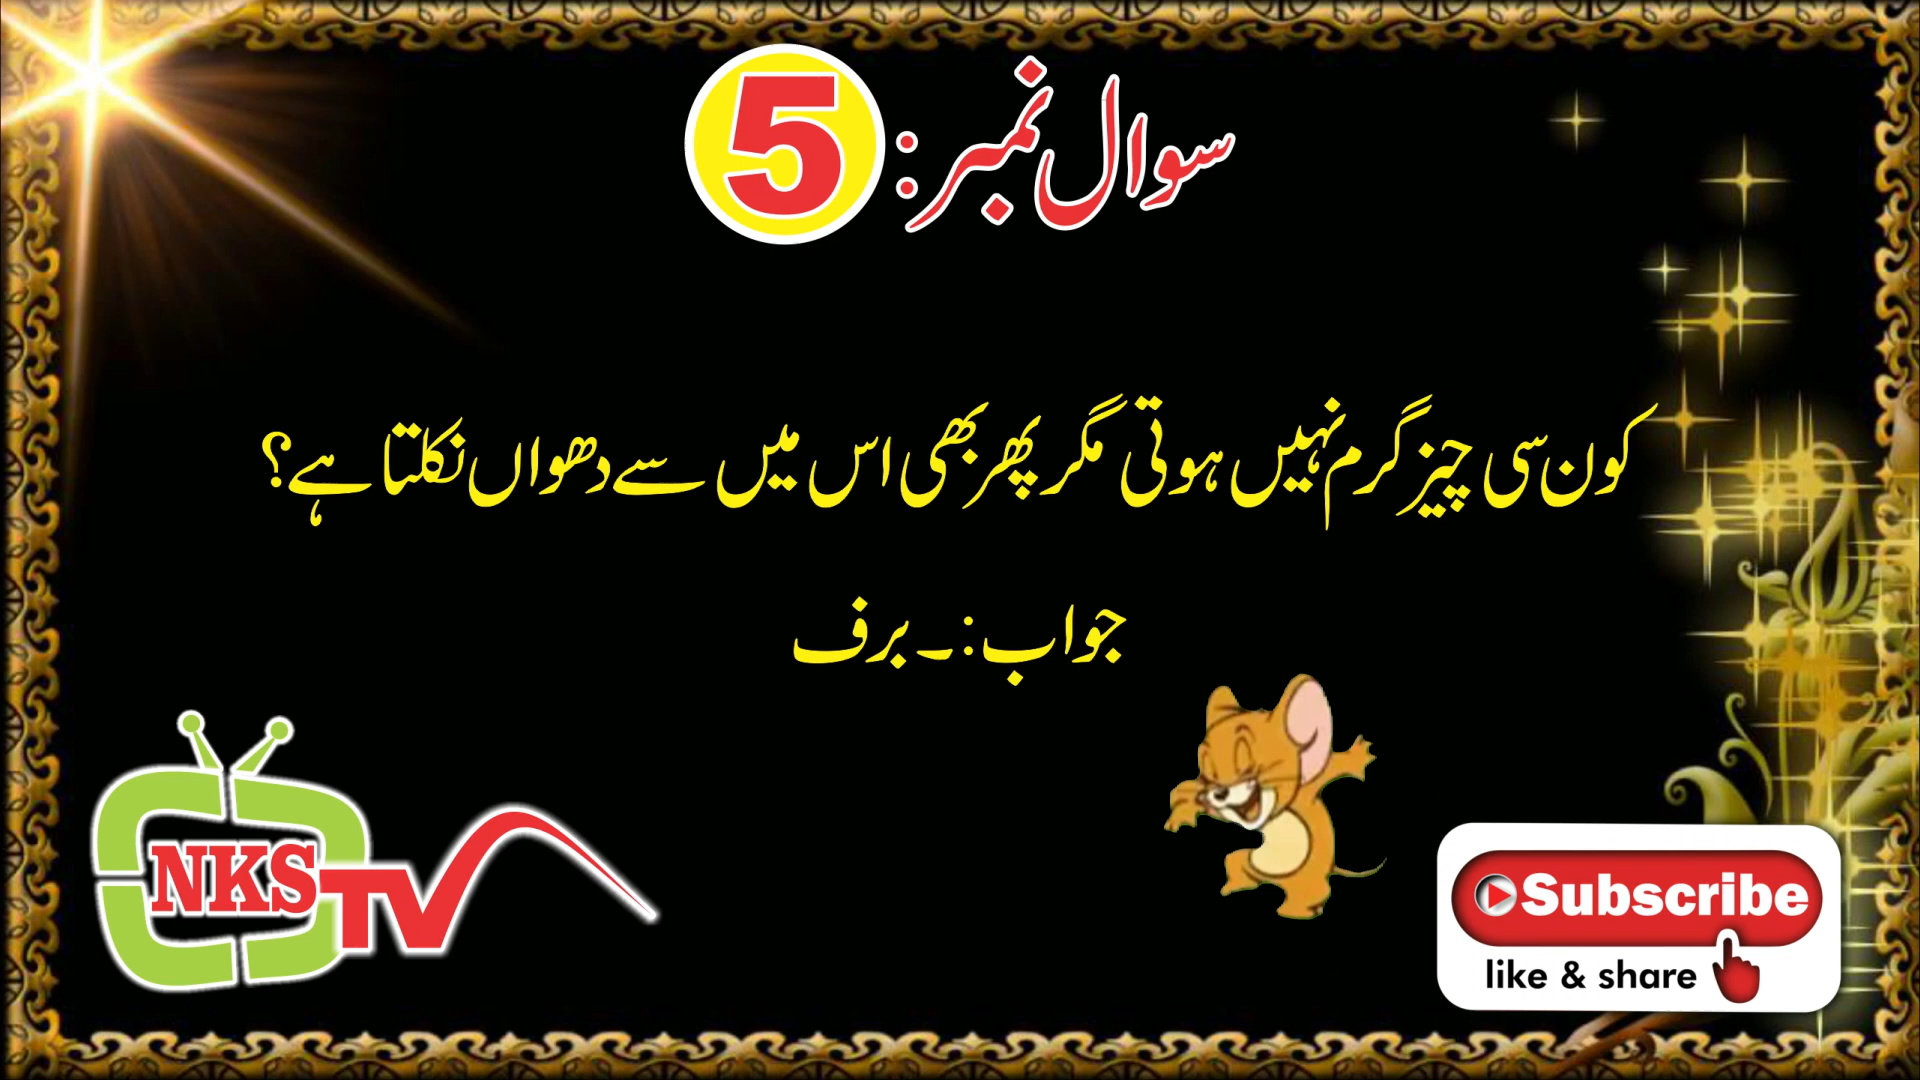 سوال نمبر: 5
کون سی چیز گرم نہیں ہوتی مگر پھر بھی اس میں سے دھواں نکلتا ہے؟
جواب:۔ برف
NKS TV
Subscribe
like & share